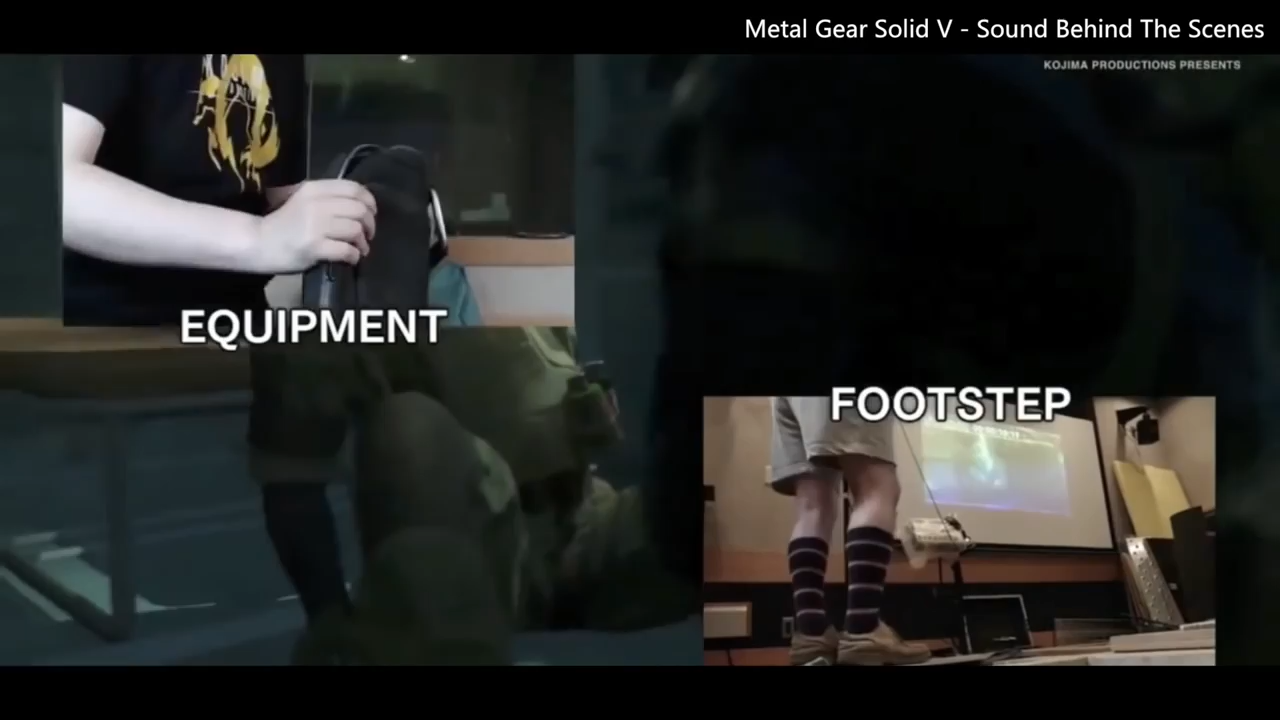 Metal Gear Solid V - Sound Behind The Scenes
KOJIMA PRODUCTIONS PRESENTS
EQUIPMENT
FOOTSTEP